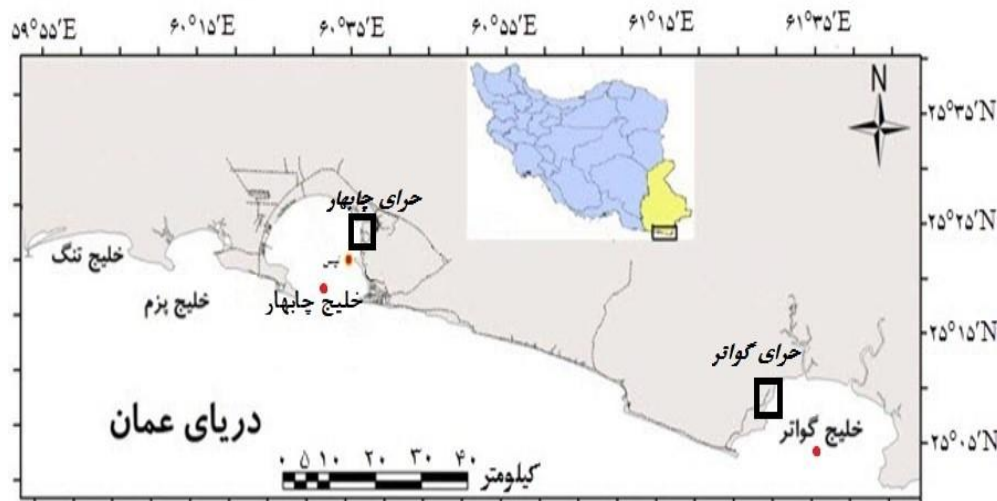 ۵۹°۵۵′E ۶۰°۱۵′E ۶۰°۳۵′E ۶۰°۵۵′E ۶۱°۱۵′E ۶۱°۳۵′E
N
۲۵°۳۵′N
حرای چابهار
۲۵°۲۵′N
خلیج تنگ
پس
خلیج پزم
خلیج چابهار
۲۵°۱۵′N
حرای گواتر
دریای عمان
خلیج گواتر
۲۵°۰۵′N
۰ ۵ ۱۰ ۲۰ ۳۰ ۴۰
کیلومتر